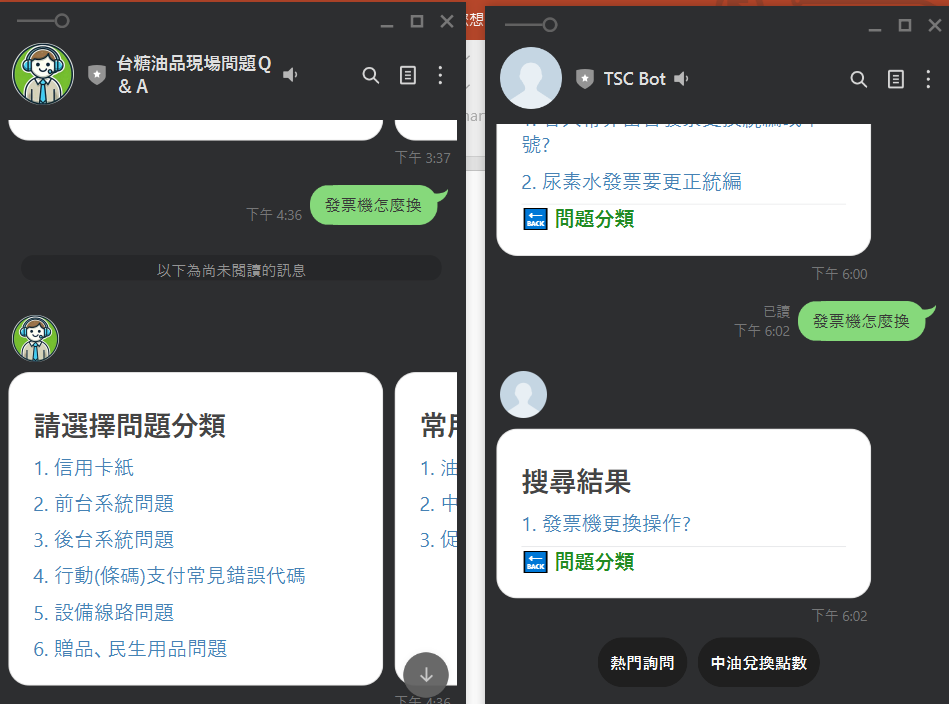 台糖油品現場問題Q
& A
下午 3:37
發票機怎麼換
下午 4:36
以下為尚未閱讀的訊息
請選擇問題分類
1. 信用卡紙
2. 前台系統問題
3. 後台系統問題
4. 行動(條碼)支付常見錯誤代碼
5. 設備線路問題
6. 贈品、民生用品問題
常用
1. 油
2. 中
3. 促
下午 4:36
您想
TSC Bot
號?
2. 尿素水發票要更正統編
BACK 問題分類
下午 6:00
已讀
下午 6:02
發票機怎麼換
搜尋結果
1. 發票機更換操作?
BACK 問題分類
下午 6:02
熱門詢問
中油兌換點數